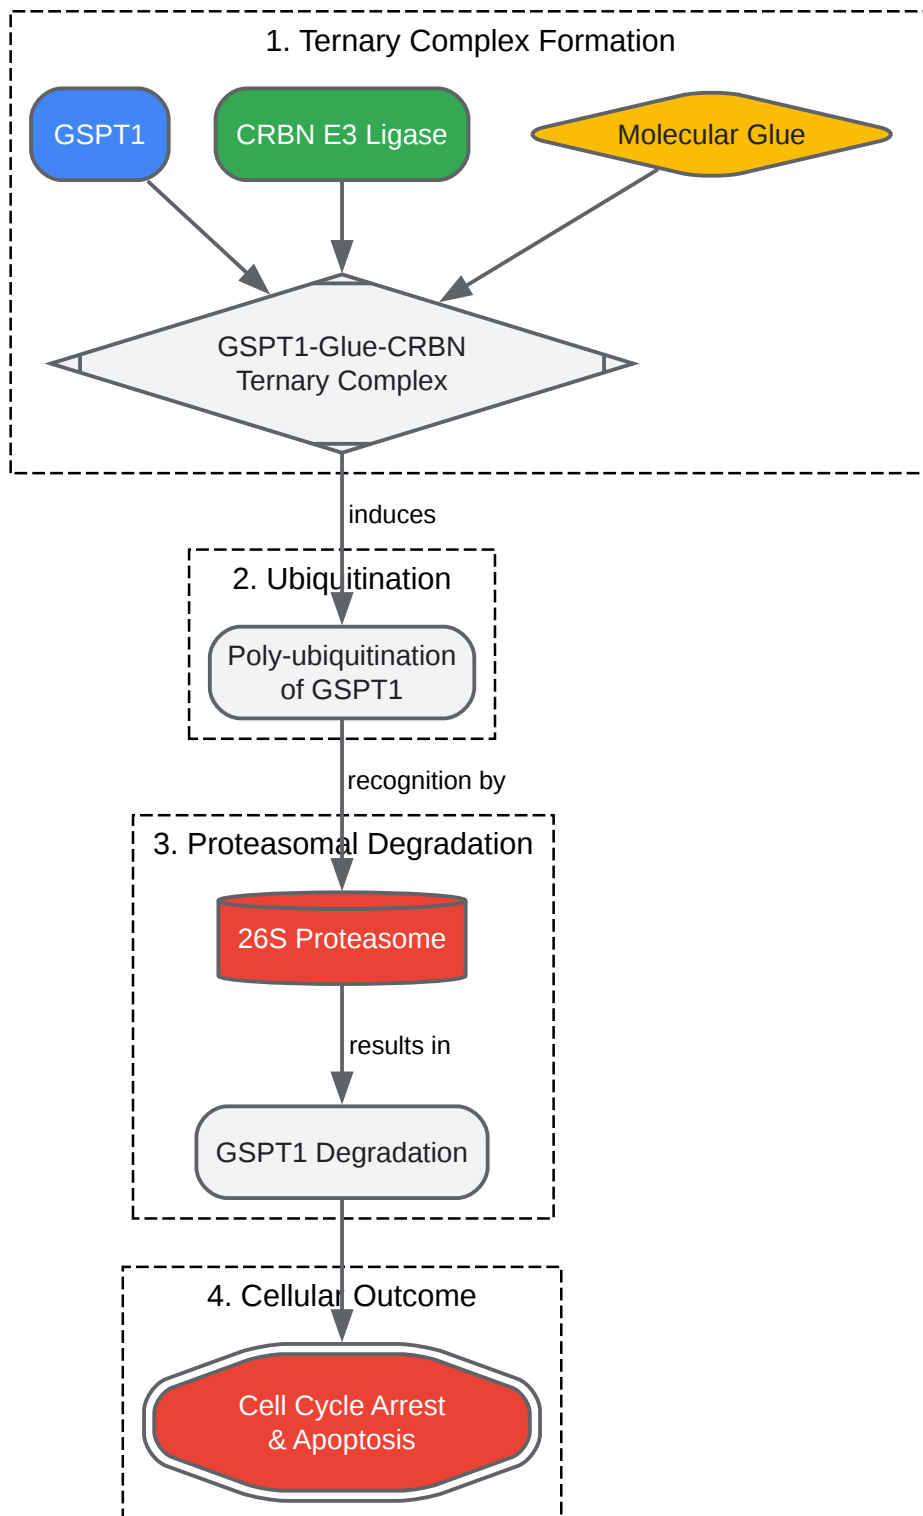 1. Ternary Complex Formation
GSPT1
CRBN E3 Ligase
Molecular Glue
GSPT1-Glue-CRBN
Ternary Complex
induces
2. Ubiquitination
Poly-ubiquitination
of GSPT1
recognition by
3. Proteasomal Degradation
26S Proteasome
results in
GSPT1 Degradation
4. Cellular Outcome
Cell Cycle Arrest
& Apoptosis